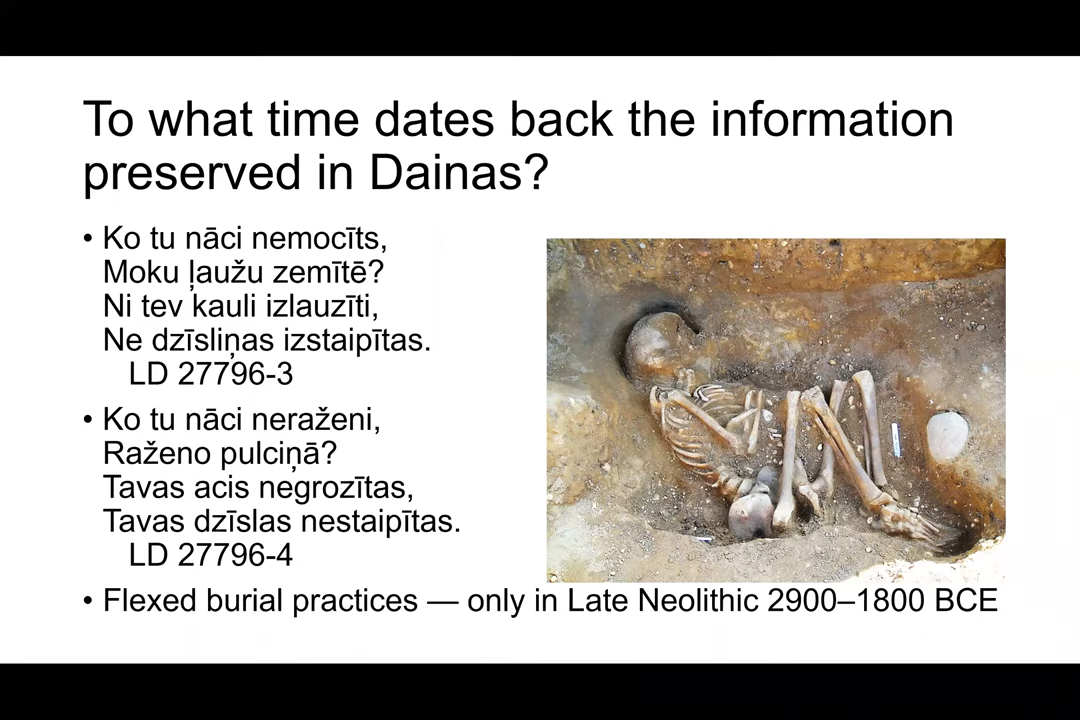 To what time dates back the information
preserved in Dainas?
• Ko tu nāci nemocīts,
Moku ļaužu zemītē?
Ni tev kauli izlauzīti,
Ne dzīsliņas izstaipītas.
LD 27796-3
• Ko tu nāci neraženi,
Raženo pulciņā?
Tavas acis negrozītas,
Tavas dzīslas nestaipītas.
LD 27796-4
• Flexed burial practices — only in Late Neolithic 2900–1800 BCE